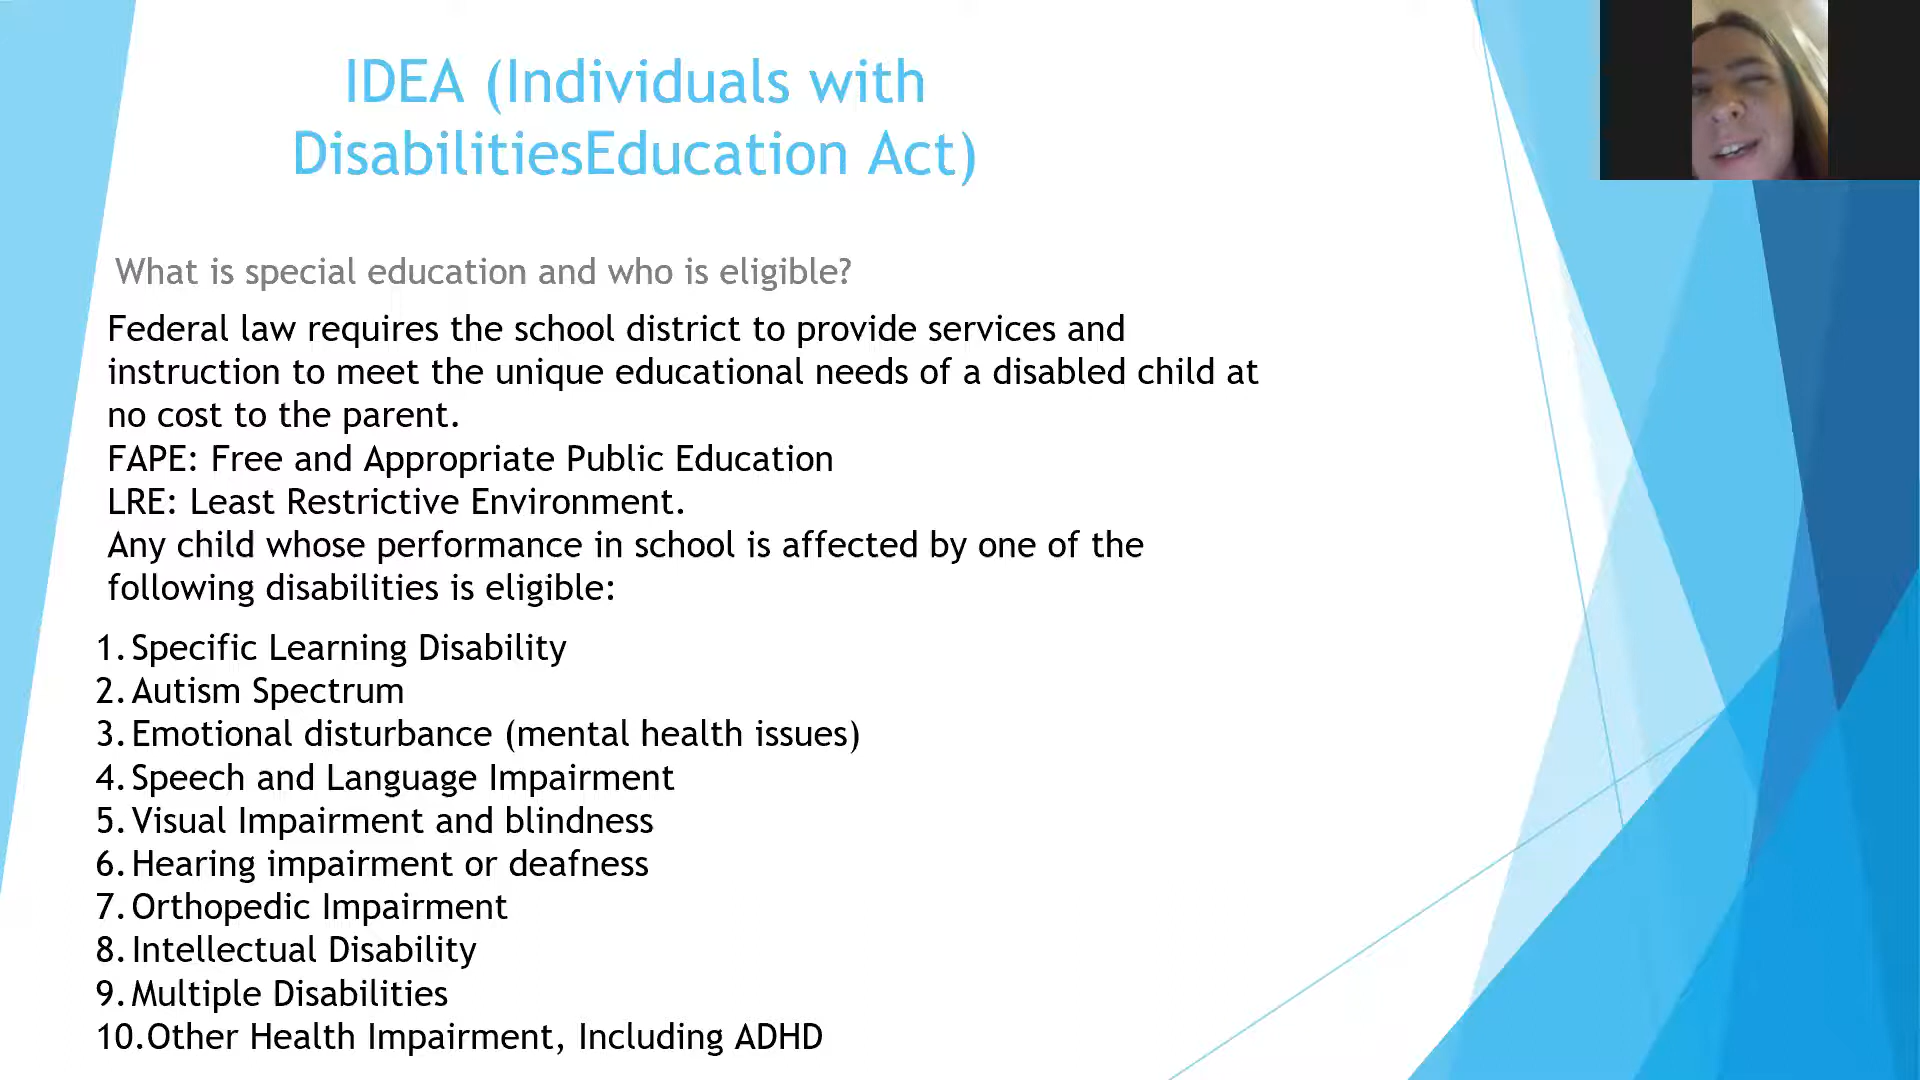 IDEA (Individuals with
DisabilitiesEducation Act)
What is special education and who is eligible?
Federal law requires the school district to provide services and
instruction to meet the unique educational needs of a disabled child at
no cost to the parent.
FAPE: Free and Appropriate Public Education
LRE: Least Restrictive Environment.
Any child whose performance in school is affected by one of the
following disabilities is eligible:
1. Specific Learning Disability
2. Autism Spectrum
3. Emotional disturbance (mental health issues)
4. Speech and Language Impairment
5. Visual Impairment and blindness
6. Hearing impairment or deafness
7. Orthopedic Impairment
8. Intellectual Disability
9. Multiple Disabilities
10.Other Health Impairment, Including ADHD